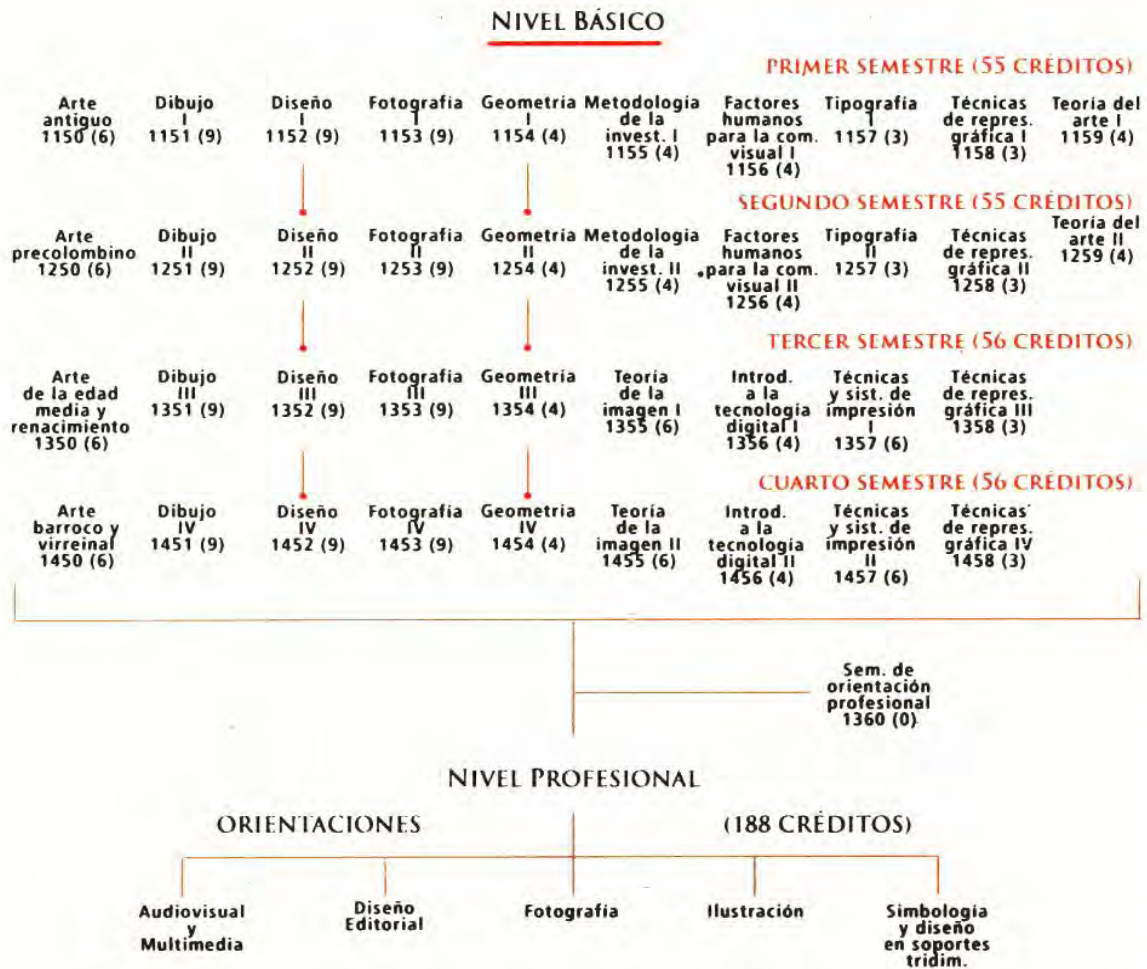 NIVEL BÁSICO
PRIMER SEMESTRE (55 CRÉDITOS)
Arte
antiguo
1150 (6)
Dibujo
I
1151 (9)
Diseño
I
1152 (9)
Fotografía
I
1153 (9)
Geometría
I
1154 (4)
Metodología
de la
invest. I
1155 (4)
Factores
humanos
para la com.
visual I
1156 (4)
Tipografía
I
1157 (3)
Técnicas
de repres.
gráfica I
1158 (3)
Teoría del
arte I
1159 (4)
SEGUNDO SEMESTRE (55 CRÉDITOS)
Arte
precolombino
1250 (6)
Dibujo
II
1251 (9)
Diseño
II
1252 (9)
Fotografía
II
1253 (9)
Geometría
II
1254 (4)
Metodología
de la
invest. II
1255 (4)
Factores
humanos
para la com.
visual II
1256 (4)
Tipografía
II
1257 (3)
Técnicas
de repres.
gráfica II
1258 (3)
Teoría del
arte II
1259 (4)
TERCER SEMESTRE (56 CRÉDITOS)
Arte
de la edad
media y
renacimiento
1350 (6)
Dibujo
III
1351 (9)
Diseño
III
1352 (9)
Fotografía
III
1353 (9)
Geometría
III
1354 (4)
Teoría
de la
imagen I
1355 (6)
Introd.
a la
tecnología
digital I
1356 (4)
Técnicas
y sist. de
impresión
I
1357 (6)
Técnicas
de repres.
gráfica III
1358 (3)
CUARTO SEMESTRE (56 CRÉDITOS)
Arte
barroco y
virreinal
1450 (6)
Dibujo
IV
1451 (9)
Diseño
IV
1452 (9)
Fotografía
IV
1453 (9)
Geometría
IV
1454 (4)
Teoría
de la
imagen II
1455 (6)
Introd.
a la
tecnología
digital II
1456 (4)
Técnicas
y sist. de
impresión
II
1457 (6)
Técnicas
de repres.
gráfica IV
1458 (3)
Sem. de
orientación
profesional
1360 (0)
NIVEL PROFESIONAL
ORIENTACIONES
(188 CRÉDITOS)
Audiovisual
y
Multimedia
Diseño
Editorial
Fotografía
Ilustración
Simbología
y diseño
en soportes
tridim.